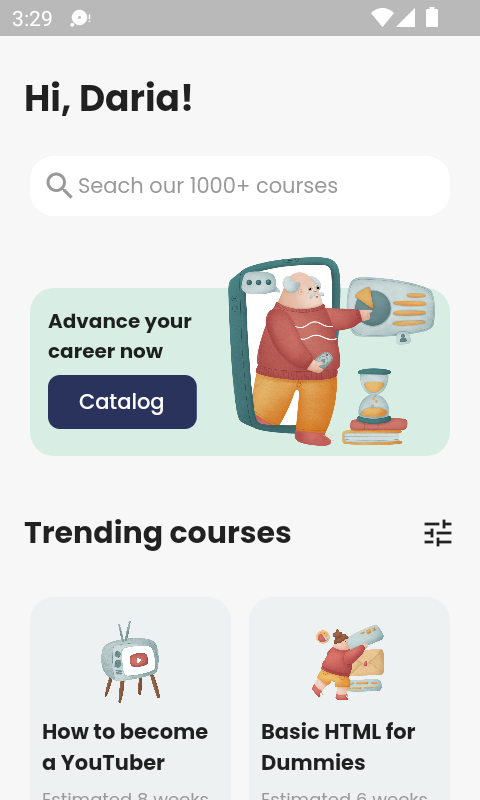 3:29
Hi, Daria!
Seach our 1000+ courses
Advance your
career now
Catalog
Trending courses
How to become
a YouTuber
Estimated 8 weeks
Basic HTML for
Dummies
Estimated 6 weeks